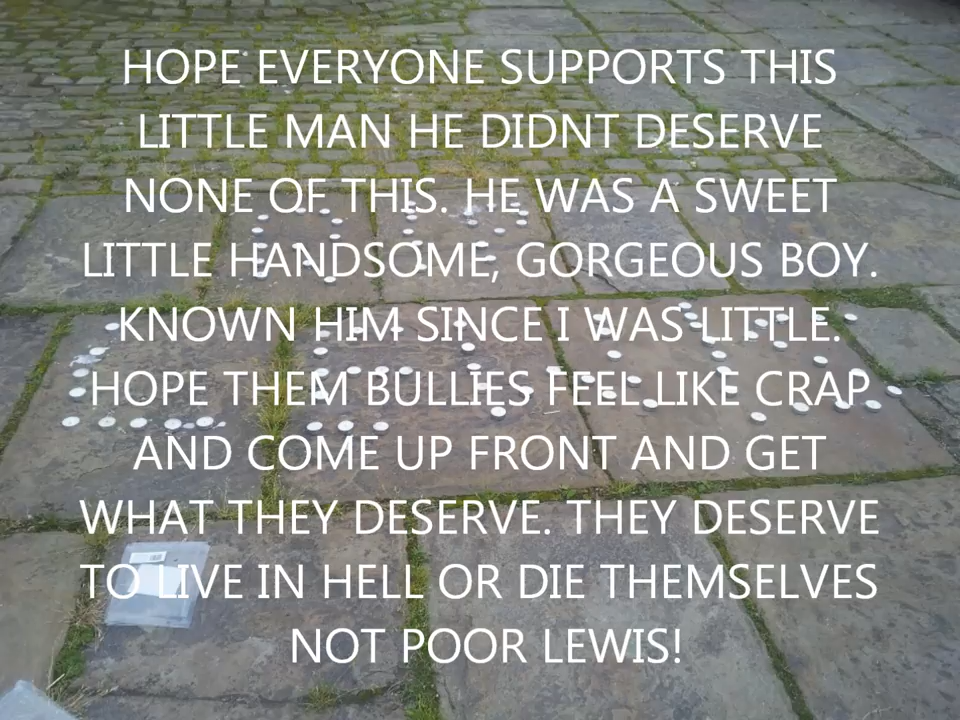 HOPE EVERYONE SUPPORTS THIS
LITTLE MAN HE DIDNT DESERVE
NONE OF THIS. HE WAS A SWEET
LITTLE HANDSOME, GORGEOUS BOY.
KNOWN HIM SINCE I WAS LITTLE.
HOPE THEM BULLIES FEEL LIKE CRAP
AND COME UP FRONT AND GET
WHAT THEY DESERVE. THEY DESERVE
TO LIVE IN HELL OR DIE THEMSELVES
NOT POOR LEWIS!